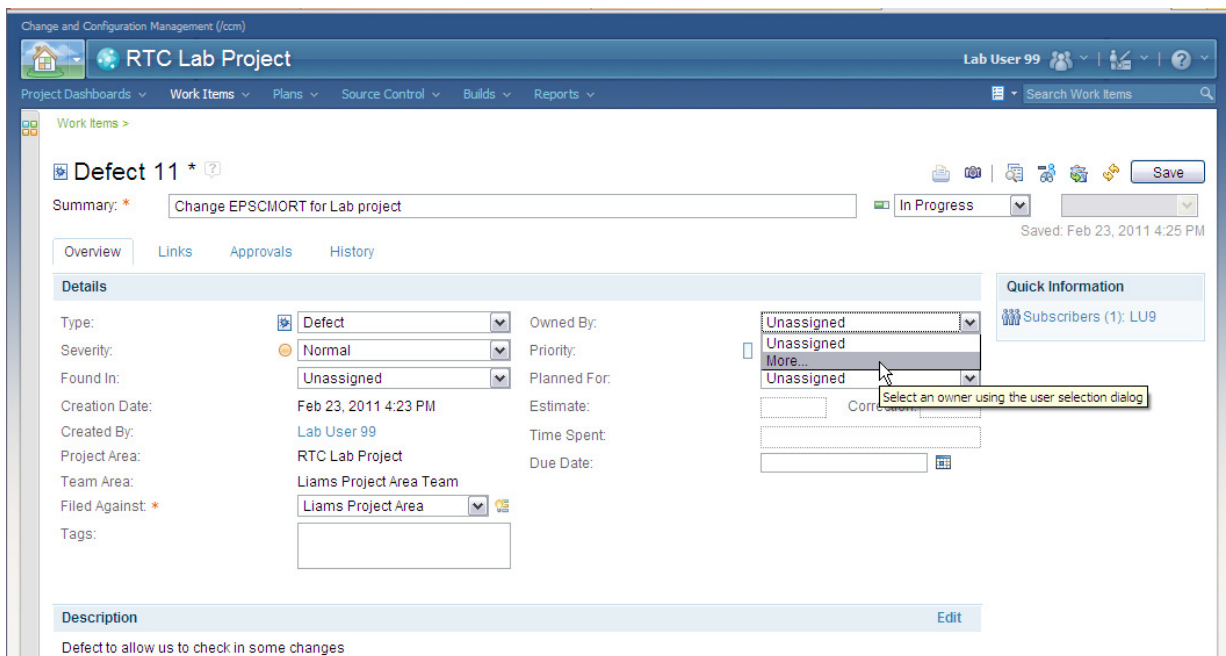 Change and Configuration Management (/ccm)
RTC Lab Project
Lab User 99
Project Dashboards Work Items Plans Source Control Builds Reports
Search Work Items
Work Items >
Defect 11 *
Save
Summary: * Change EPSCMORT for Lab project In Progress
Saved: Feb 23, 2011 4:25 PM
Overview Links Approvals History
Details
Quick Information
Type: Defect Owned By: Unassigned
Subscribers (1): LU9
Unassigned
Severity: Normal Priority:
More...
Found In: Unassigned Planned For: Unassigned
Select an owner using the user selection dialog
Creation Date: Feb 23, 2011 4:23 PM Estimate:
Created By: Lab User 99 Time Spent:
Project Area: RTC Lab Project Due Date:
Team Area: Liams Project Area Team
Filed Against: * Liams Project Area
Tags:
Description Edit
Defect to allow us to check in some changes